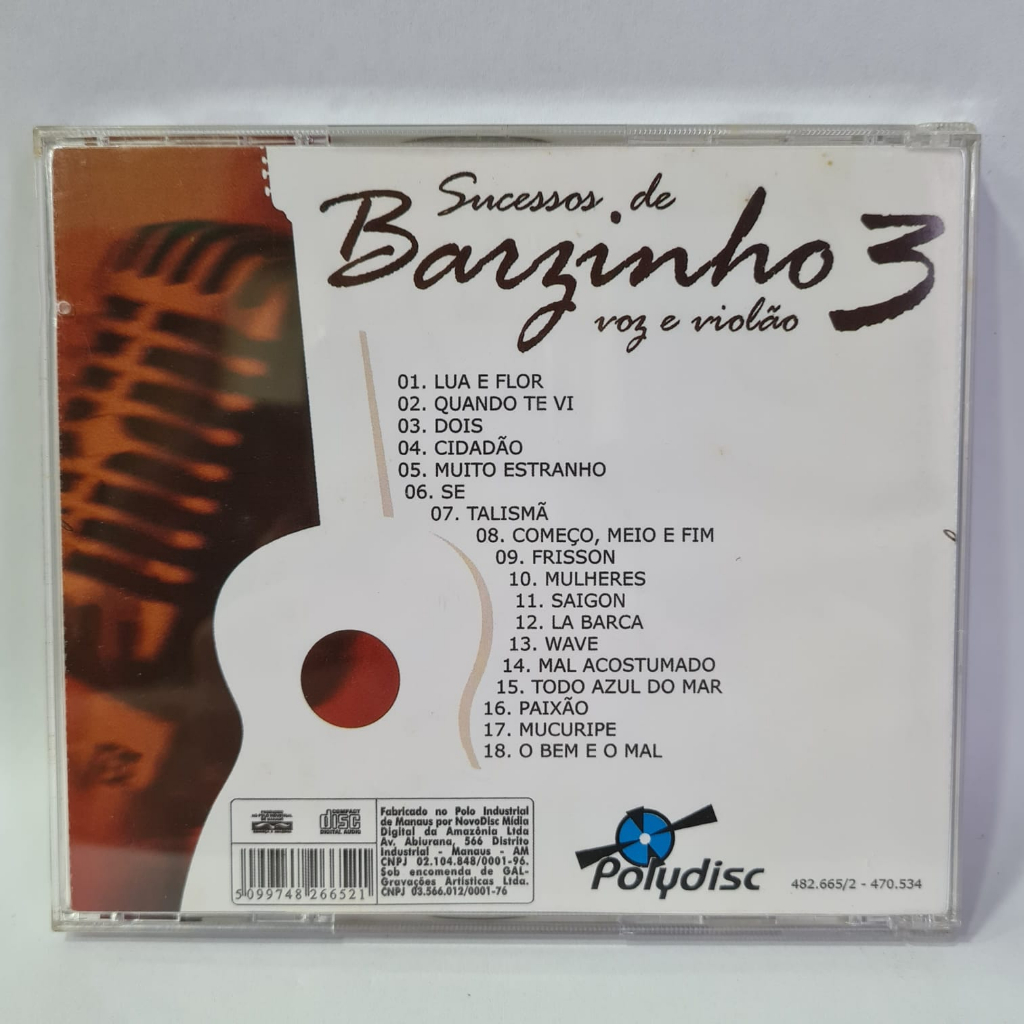 Sucessos de
Barzinho 3
voz e violão
01. LUA E FLOR
02. QUANDO TE VI
03. DOIS
04. CIDADÃO
05. MUITO ESTRANHO
06. SE
07. TALISMÃ
08. COMEÇO, MEIO E FIM
09. FRISSON
10. MULHERES
11. SAIGON
12. LA BARCA
13. WAVE
14. MAL ACOSTUMADO
15. TODO AZUL DO MAR
16. PAIXÃO
17. MUCURIPE
18. O BEM E O MAL
COMPACT
disc
DIGITAL AUDIO
5 099748 266521
Fabricado no Polo Industrial
de Manaus por NovoDisc Mídia
Digital da Amazônia Ltda
Av. Abiurana, 566 Distrito
Industrial - Manaus - AM
CNPJ 02.104.848/0001-96.
Sob encomenda de GAL-
Gravações Artísticas Ltda.
CNPJ 03.566.012/0001-76
Polydisc
482.665/2 - 470.534